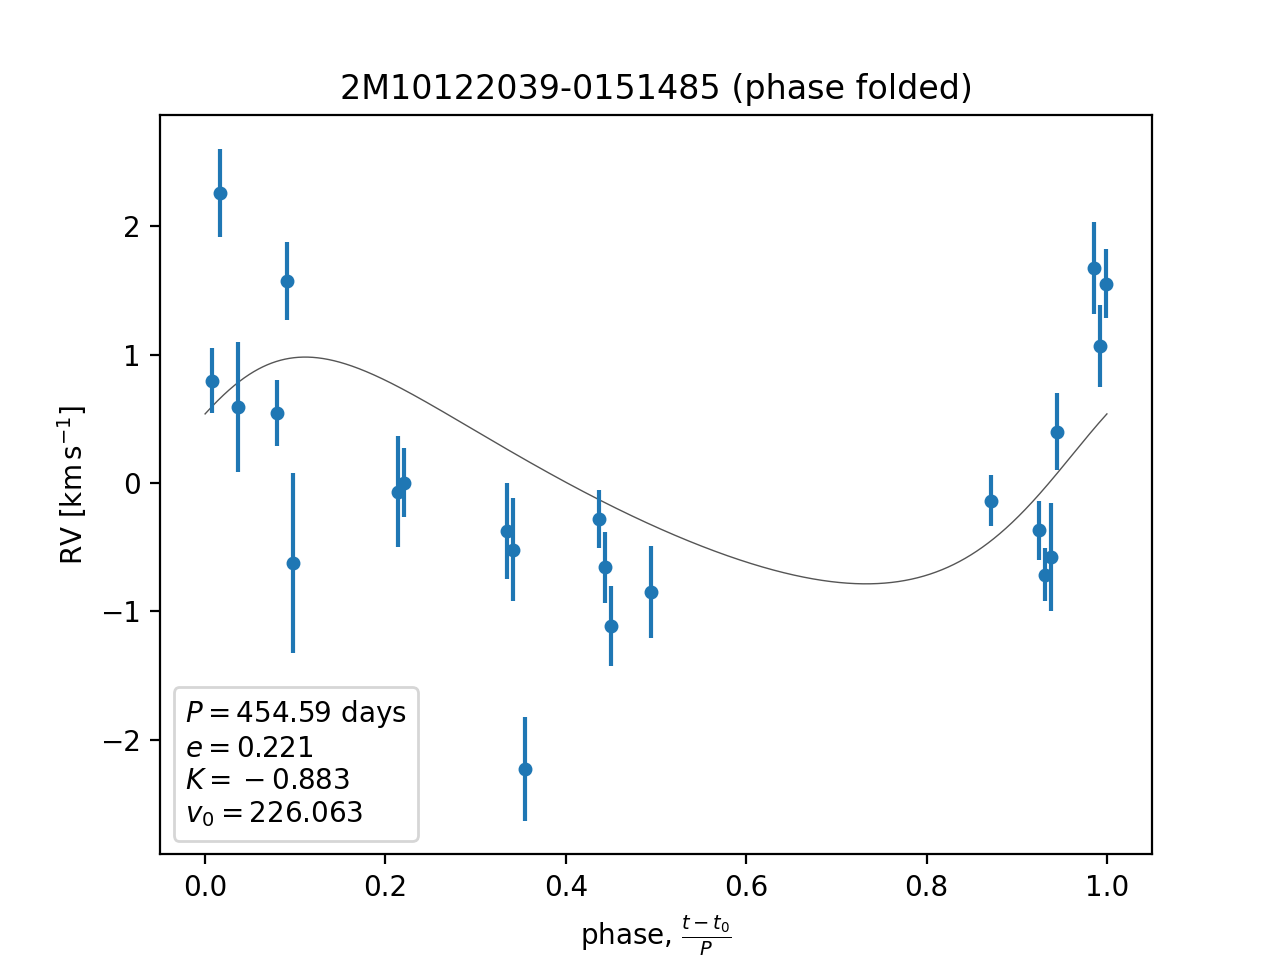 2M10122039-0151485 (phase folded)
RV [km s⁻¹]
2
1
0
−1
−2
P = 454.59 days
e = 0.221
K = −0.883
v₀ = 226.063
0.0 0.2 0.4 0.6 0.8 1.0
phase, (t − t₀)/P